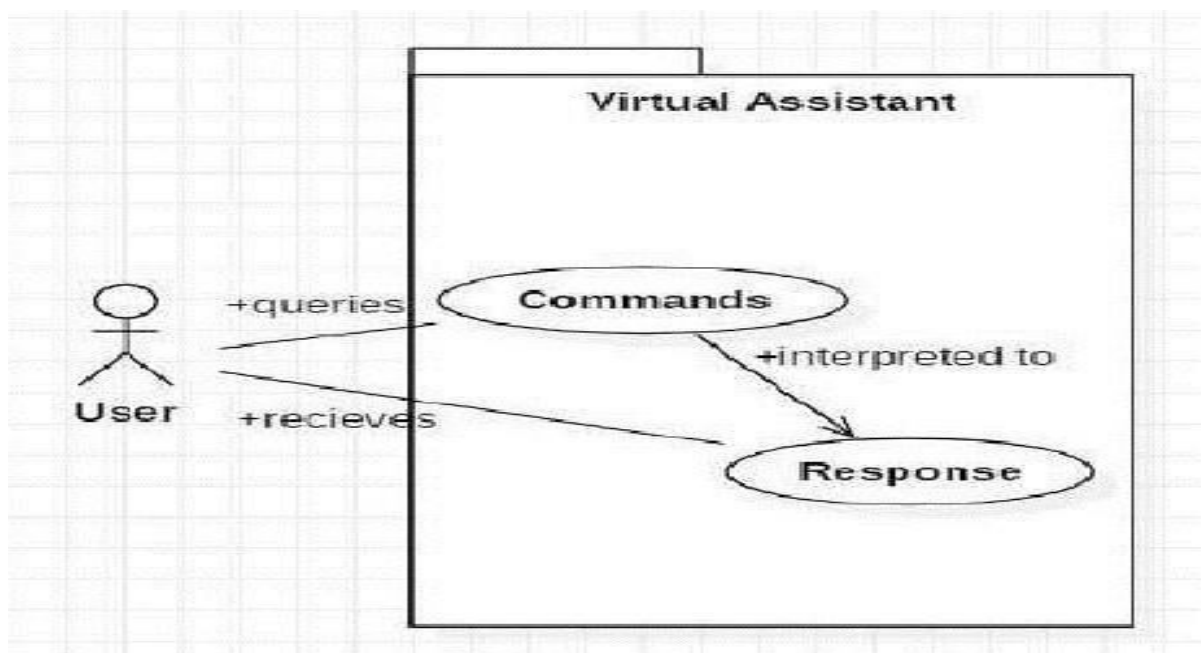 Virtual Assistant
+queries
Commands
+interpreted to
User
+recieves
Response